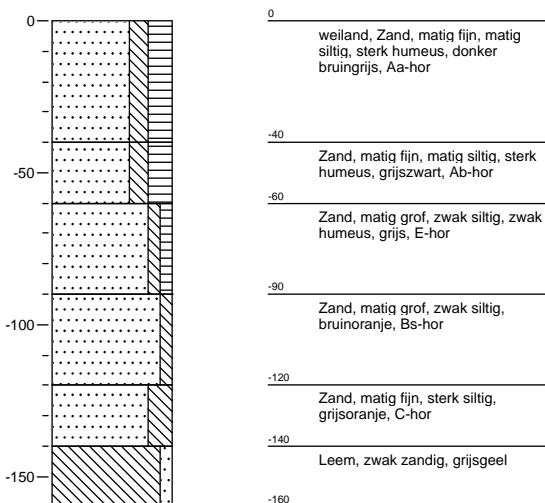 0
-50
-100
-150
0
weiland, Zand, matig fijn, matig
siltig, sterk humeus, donker
bruingrijs, Aa-hor
-40
Zand, matig fijn, matig siltig, sterk
humeus, grijszwart, Ab-hor
-60
Zand, matig grof, zwak siltig, zwak
humeus, grijs, E-hor
-90
Zand, matig grof, zwak siltig,
bruinoranje, Bs-hor
-120
Zand, matig fijn, sterk siltig,
grijsoranje, C-hor
-140
Leem, zwak zandig, grijsgeel
-160